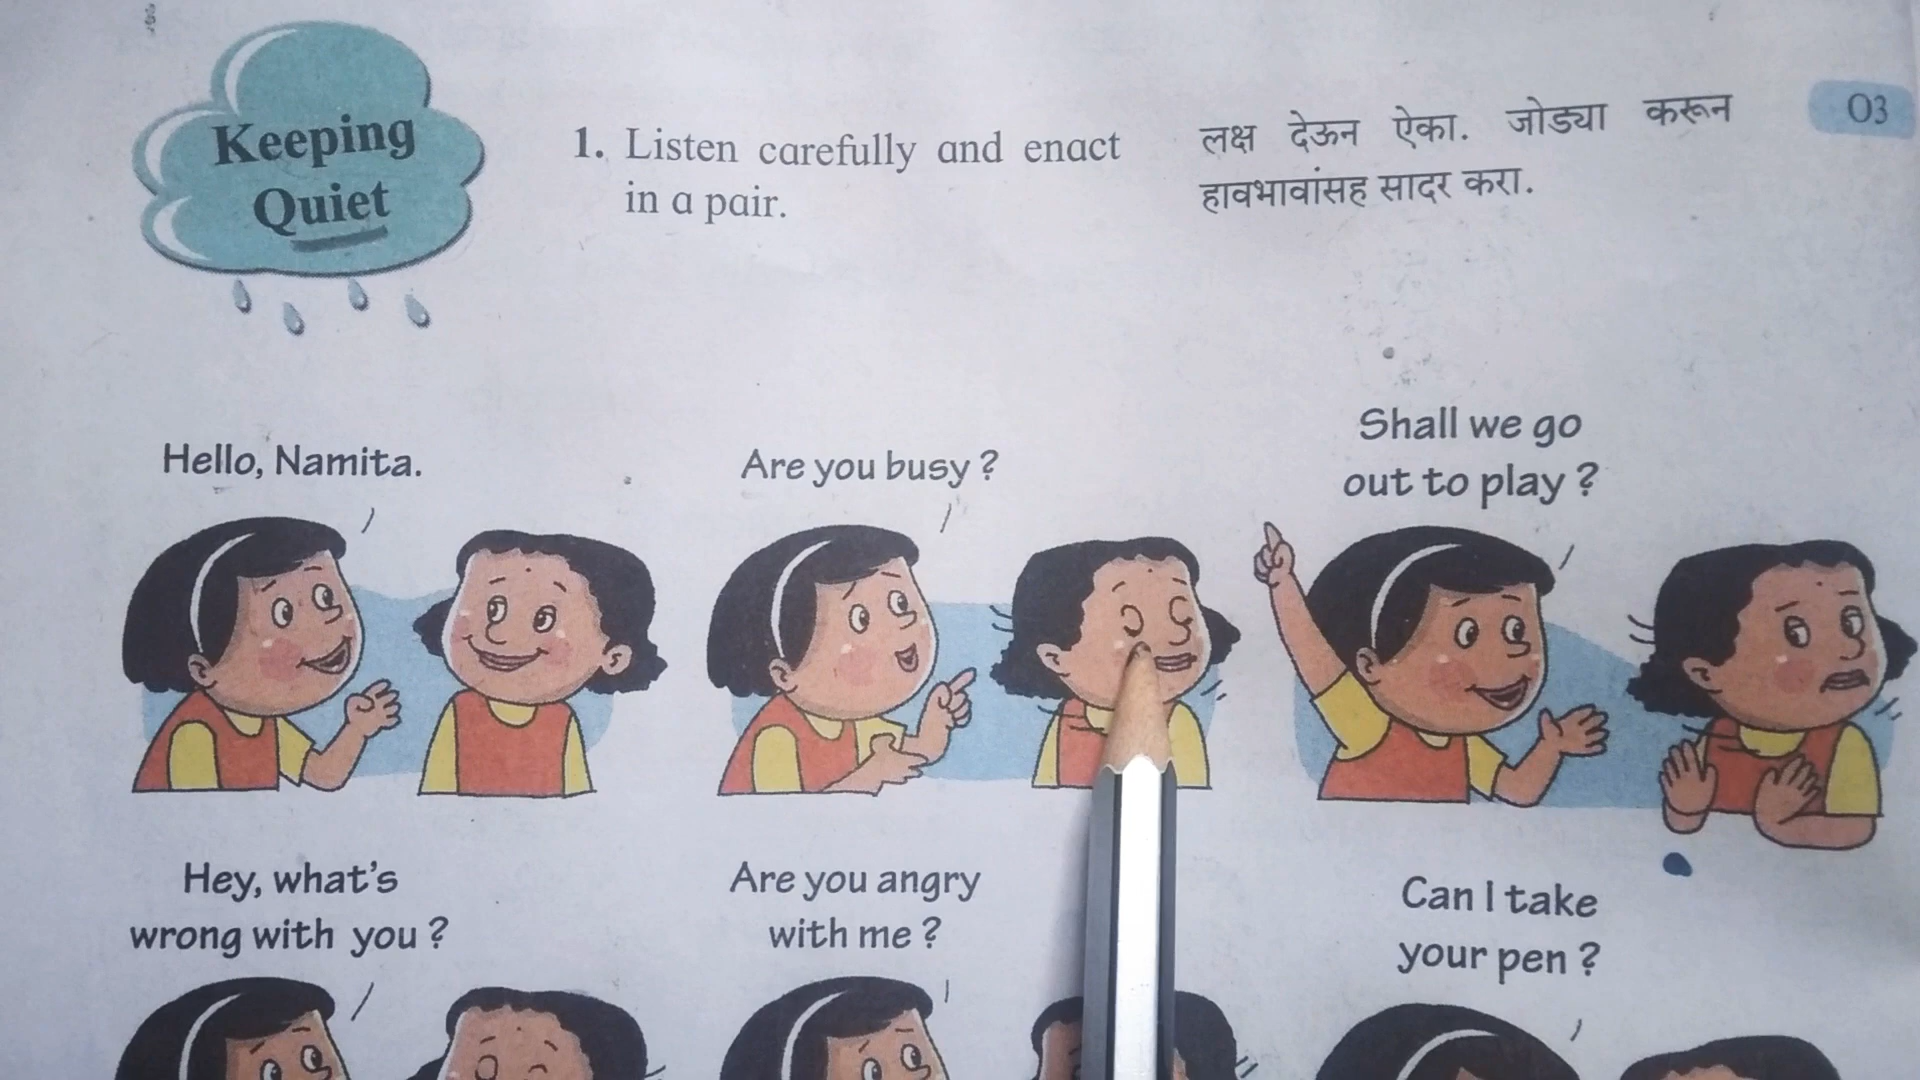 Keeping
Quiet
1. Listen carefully and enact
in a pair.
लक्ष देऊन ऐका. जोड्या करून
हावभावांसह सादर करा.
03
Hello, Namita.
Are you busy ?
Shall we go
out to play ?
Hey, what's
wrong with you ?
Are you angry
with me ?
Can I take
your pen ?